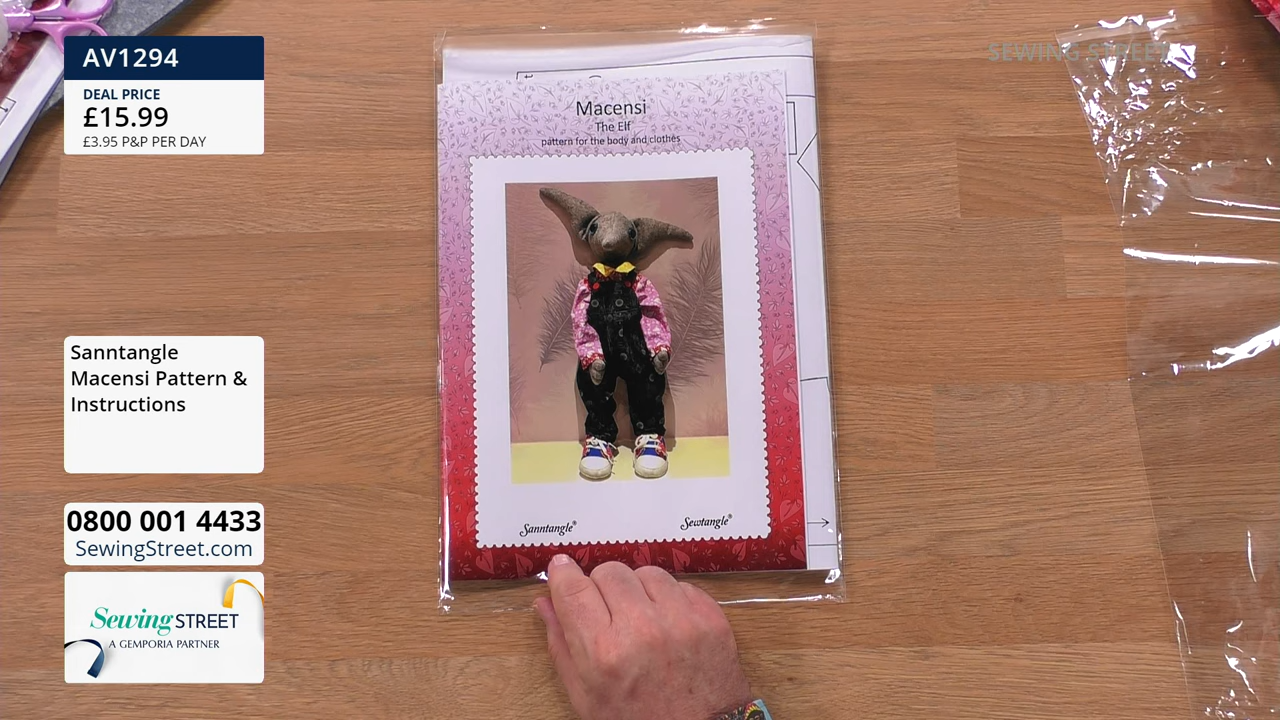 AV1294
DEAL PRICE
£15.99
£3.95 P&P PER DAY
Sanntangle
Macensi Pattern &
Instructions
0800 001 4433
SewingStreet.com
Sewing STREET
A GEMPORIA PARTNER
SEWING STREET
Macensi
The Elf
pattern for the body and clothes
Sanntangle®
Sewtangle®